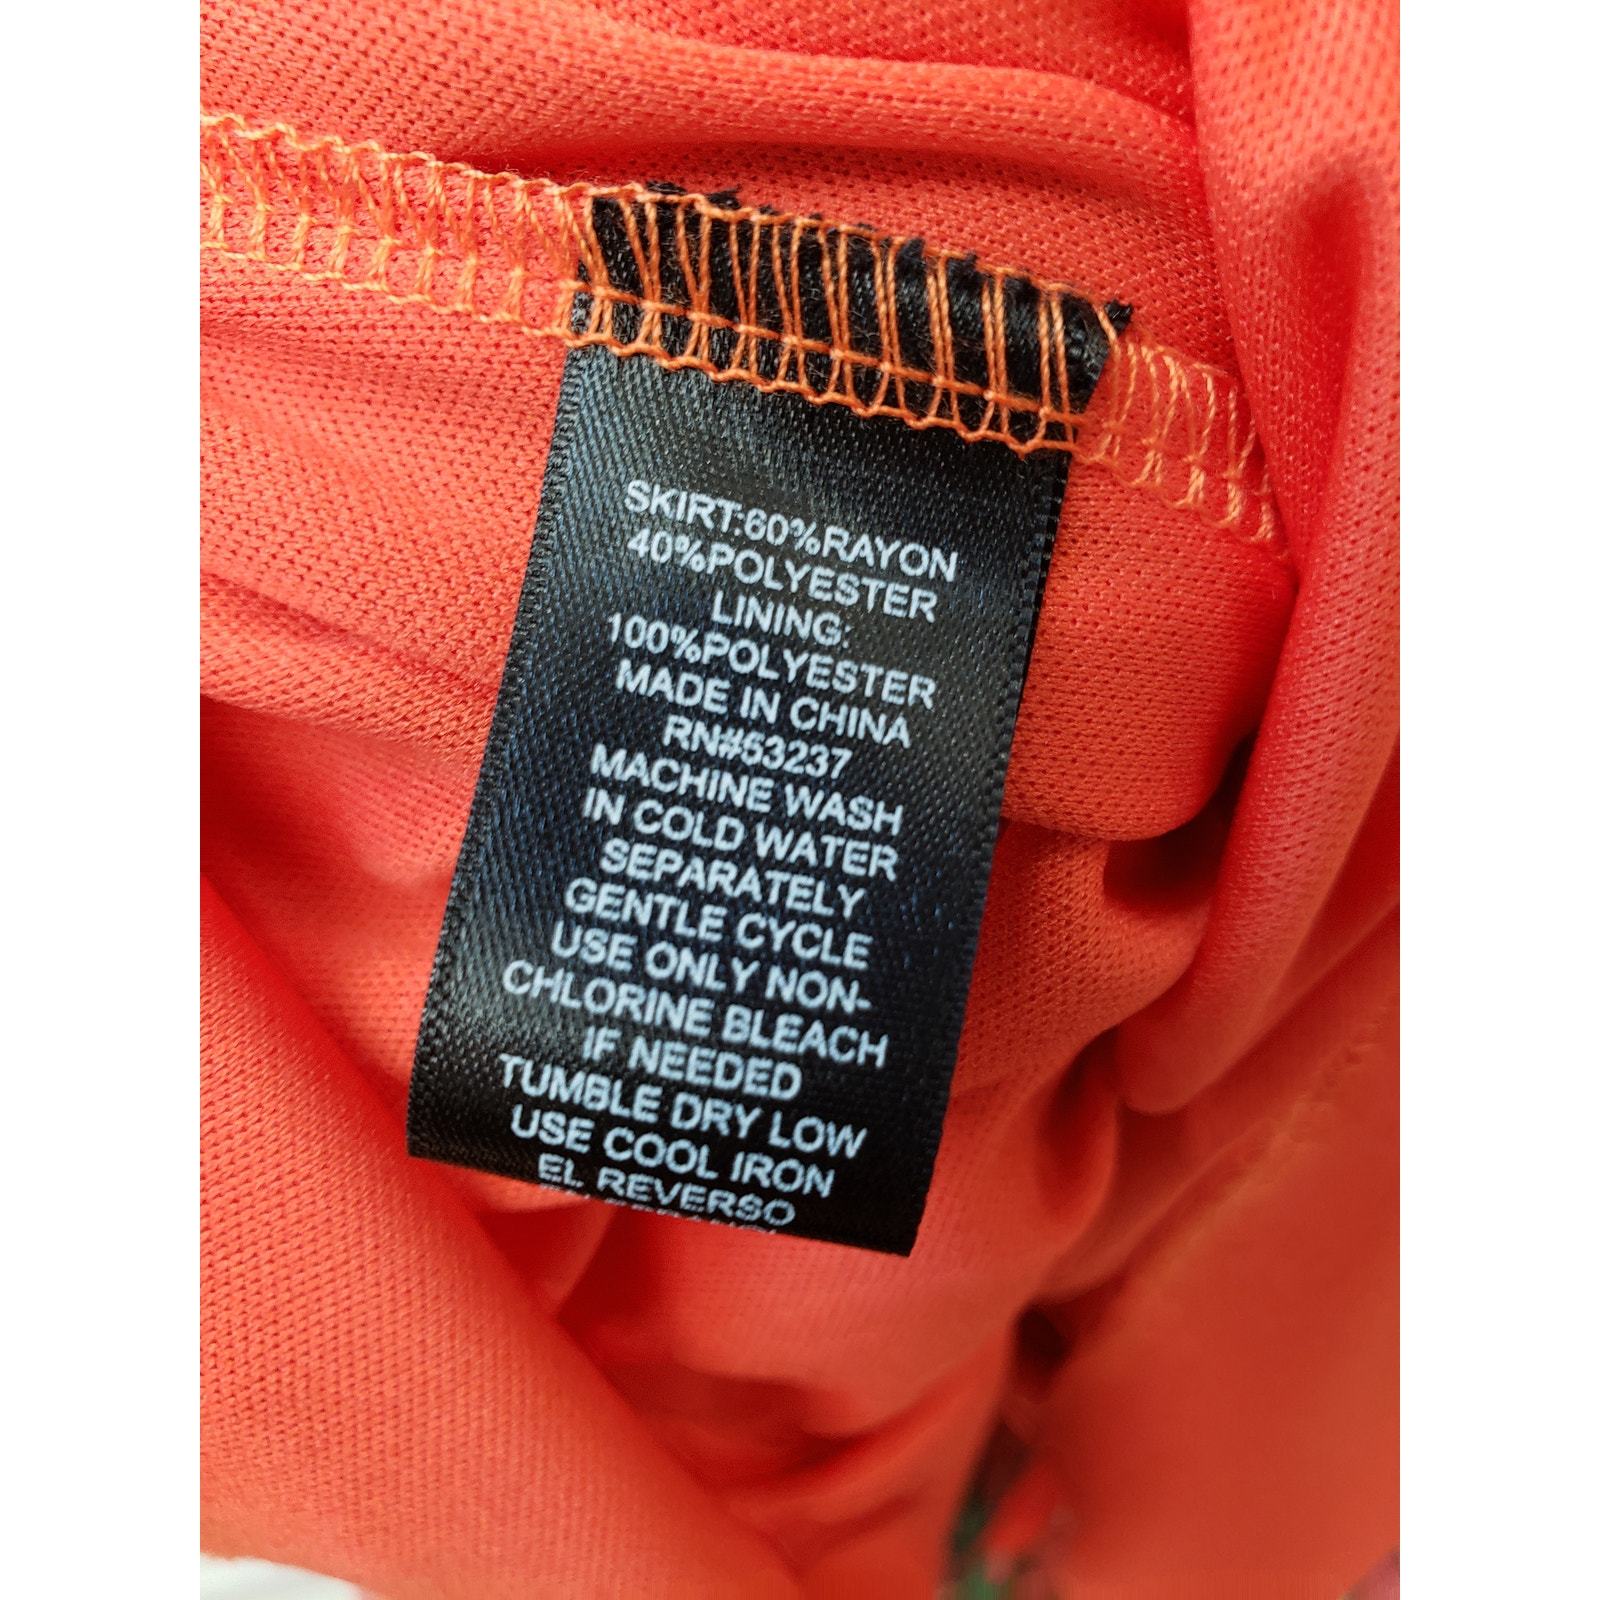 SKIRT:60%RAYON
40%POLYESTER
LINING:
100%POLYESTER
MADE IN CHINA
RN#53237
MACHINE WASH
IN COLD WATER
SEPARATELY
GENTLE CYCLE
USE ONLY NON-
CHLORINE BLEACH
IF NEEDED
TUMBLE DRY LOW
USE COOL IRON
EL REVERSO